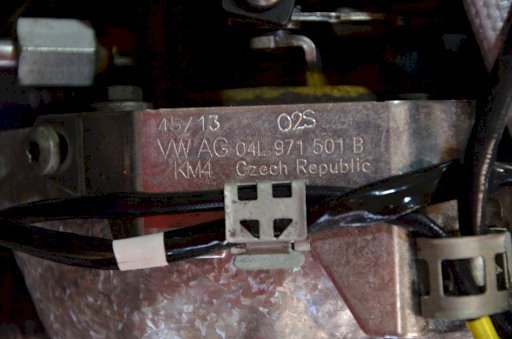 45/13 02S
VW AG 04L 971 501 B
KM4 Czech Republic